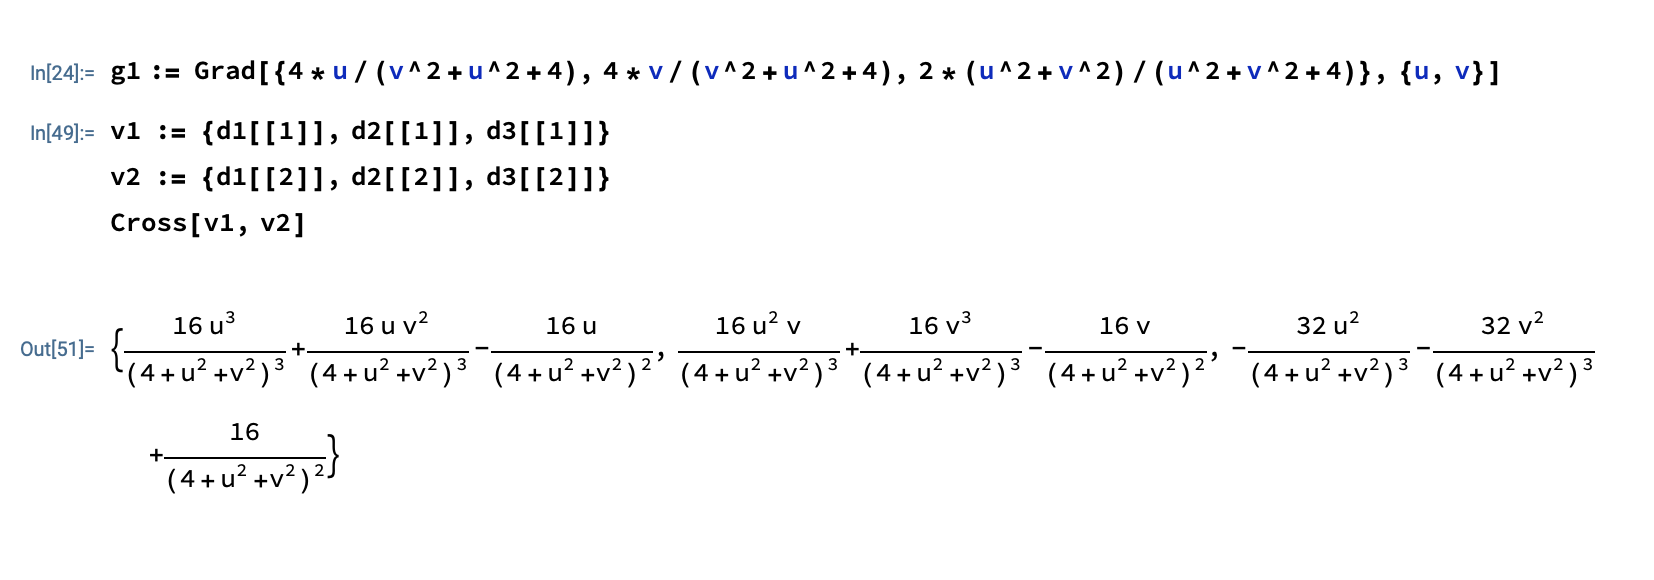 In[24]:= g1 := Grad[{4*u/(v^2+u^2+4), 4*v/(v^2+u^2+4), 2*(u^2+v^2)/(u^2+v^2+4)}, {u, v}]
In[49]:= v1 := {d1[[1]], d2[[1]], d3[[1]]}
v2 := {d1[[2]], d2[[2]], d3[[2]]}
Cross[v1, v2]
Out[51]= {16 u³/(4+u²+v²)³ + 16 u v²/(4+u²+v²)³ − 16 u/(4+u²+v²)², 16 u² v/(4+u²+v²)³ + 16 v³/(4+u²+v²)³ − 16 v/(4+u²+v²)², − 32 u²/(4+u²+v²)³ − 32 v²/(4+u²+v²)³
+ 16/(4+u²+v²)²}